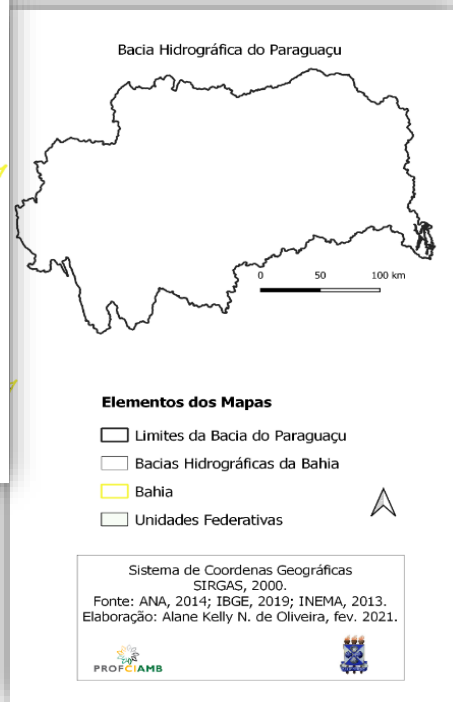 Bacia Hidrográfica do Paraguaçu
0 50 100 km
Elementos dos Mapas
Limites da Bacia do Paraguaçu
Bacias Hidrográficas da Bahia
Bahia
Unidades Federativas
Sistema de Coordenas Geográficas
SIRGAS, 2000.
Fonte: ANA, 2014; IBGE, 2019; INEMA, 2013.
Elaboração: Alane Kelly N. de Oliveira, fev. 2021.
PROFCIAMB